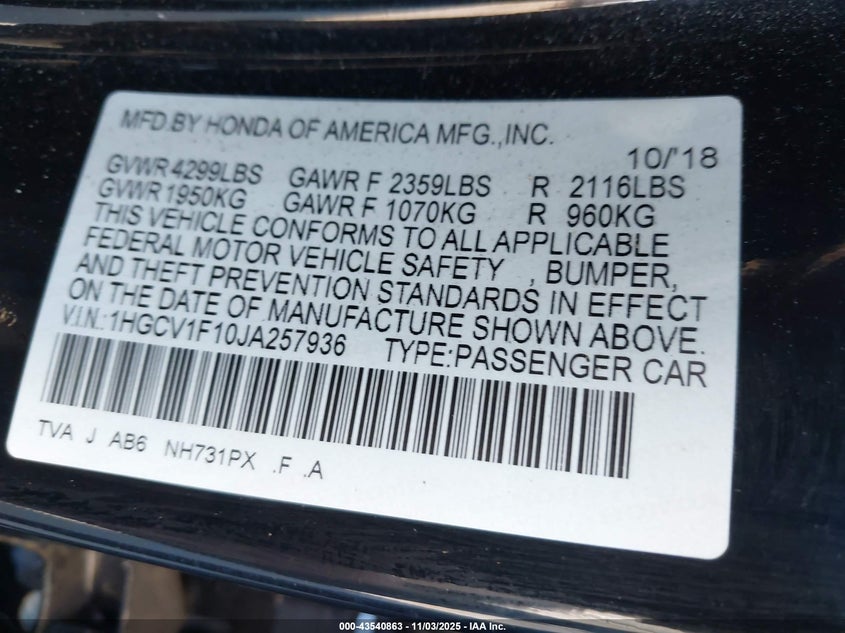 MFD.BY HONDA OF AMERICA MFG.,INC.
10/'18
GVWR 4299LBS GAWR F 2359LBS R 2116LBS
GVWR 1950KG GAWR F 1070KG R 960KG
THIS VEHICLE CONFORMS TO ALL APPLICABLE
FEDERAL MOTOR VEHICLE SAFETY , BUMPER,
AND THEFT PREVENTION STANDARDS IN EFFECT
ON THE DATE OF MANUFACTURE SHOWN ABOVE.
V.I.N.:1HGCV1F10JA257936 TYPE:PASSENGER CAR
TVA J AB6 NH731PX .F .A
000-43540863 - 11/03/2025 - IAA Inc.